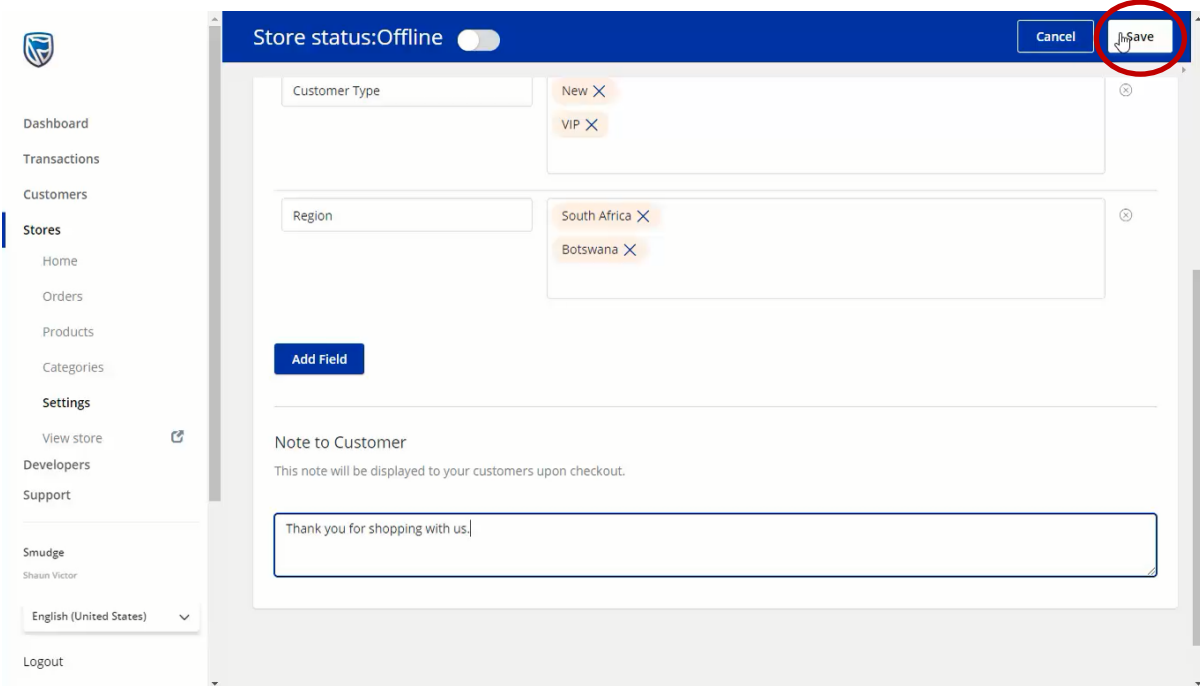 Store status:Offline
Cancel
Save
Customer Type
New
VIP
Region
South Africa
Botswana
Add Field
Note to Customer
This note will be displayed to your customers upon checkout.
Thank you for shopping with us.
Dashboard
Transactions
Customers
Stores
Home
Orders
Products
Categories
Settings
View store
Developers
Support
Smudge
Shaun Victor
English (United States)
Logout